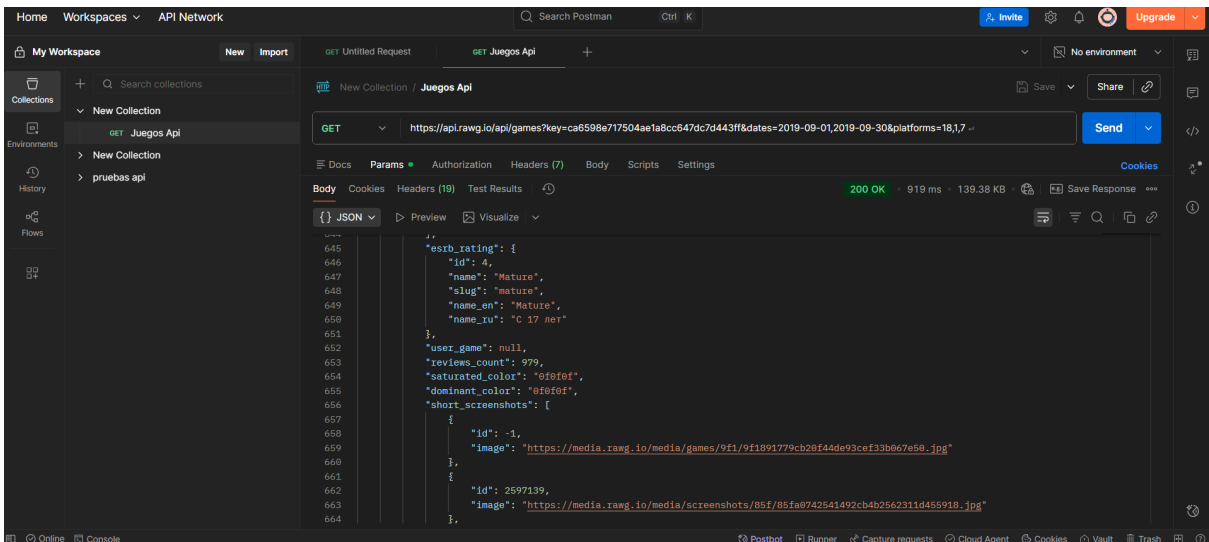 Home Workspaces API Network Search Postman Ctrl K Invite Upgrade
My Workspace New Import GET Untitled Request GET Juegos Api No environment
Collections Search collections HTTP New Collection / Juegos Api Save Share
New Collection
GET Juegos Api GET https://api.rawg.io/api/games?key=ca6598e717504ae1a8cc647dc7d443ff&dates=2019-09-01,2019-09-30&platforms=18,1,7 Send
Environments
New Collection
Docs Params Authorization Headers (7) Body Scripts Settings Cookies
History pruebas api
Body Cookies Headers (19) Test Results 200 OK 919 ms 139.38 KB Save Response
Flows {} JSON Preview Visualize
644 ],
645 "esrb_rating": {
646 "id": 4,
647 "name": "Mature",
648 "slug": "mature",
649 "name_en": "Mature",
650 "name_ru": "С 17 лет"
651 },
652 "user_game": null,
653 "reviews_count": 979,
654 "saturated_color": "0f0f0f",
655 "dominant_color": "0f0f0f",
656 "short_screenshots": [
657 {
658 "id": -1,
659 "image": "https://media.rawg.io/media/games/9f1/9f1891779cb20f44de93cef33b067e50.jpg"
660 },
661 {
662 "id": 2597139,
663 "image": "https://media.rawg.io/media/screenshots/85f/85fa0742541492cb4b2562311d455918.jpg"
664 },
Online Console Postbot Runner Capture requests Cloud Agent Cookies Vault Trash